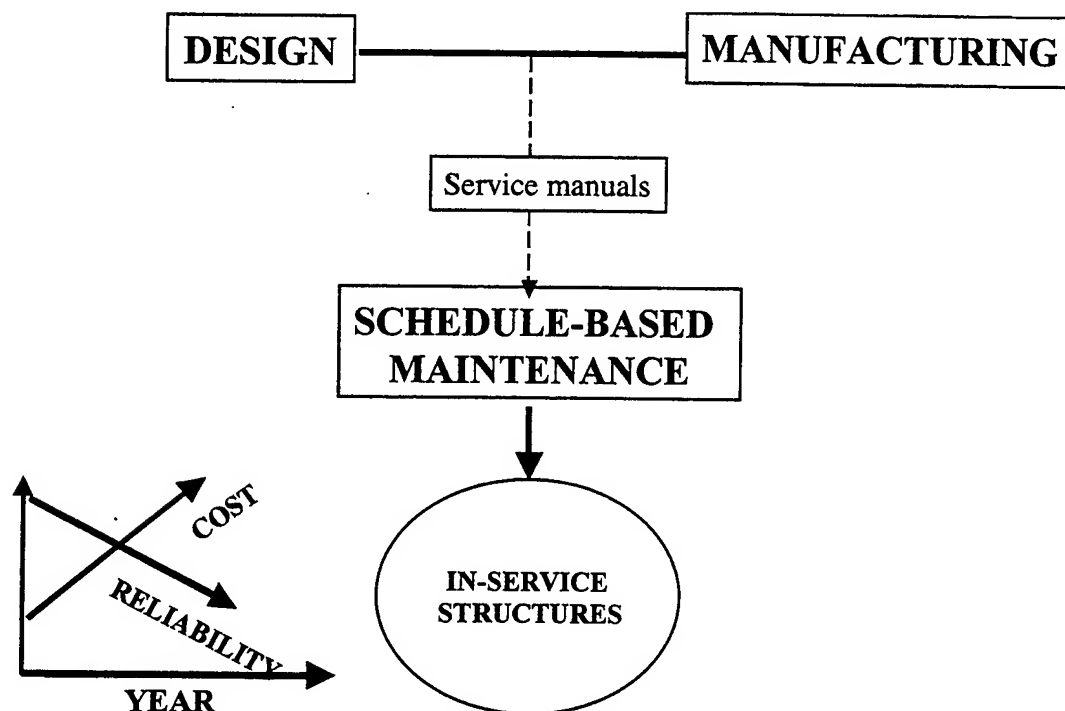 DESIGN
MANUFACTURING
Service manuals
SCHEDULE-BASED
MAINTENANCE
COST
RELIABILITY
YEAR
IN-SERVICE
STRUCTURES